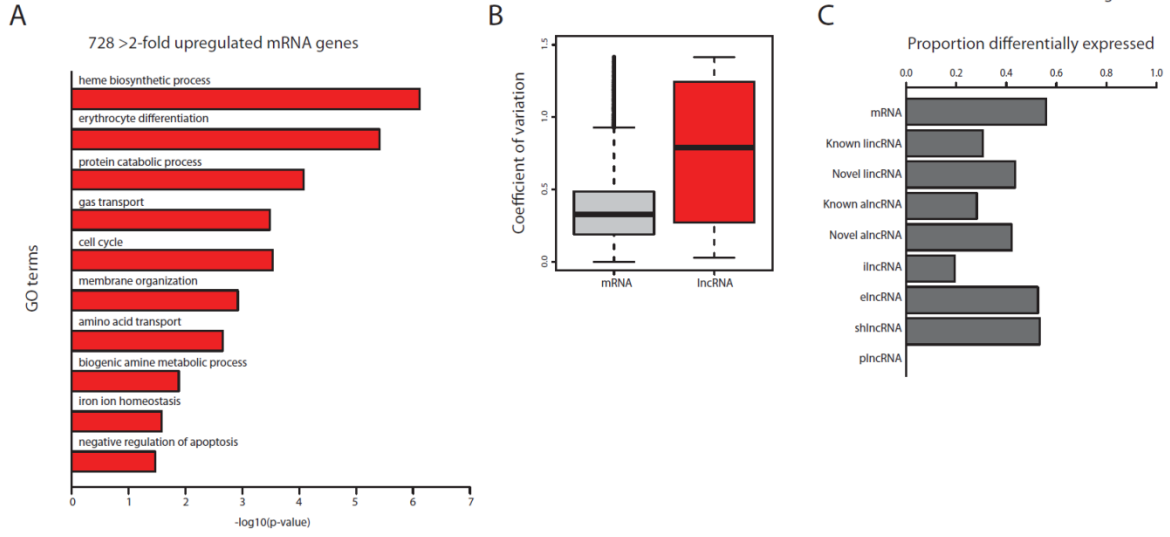 A
728 >2-fold upregulated mRNA genes
heme biosynthetic process
erythrocyte differentiation
protein catabolic process
gas transport
cell cycle
membrane organization
amino acid transport
biogenic amine metabolic process
iron ion homeostasis
negative regulation of apoptosis
GO terms
0 1 2 3 4 5 6 7
-log10(p-value)
B
Coefficient of variation
1.5
1.0
0.5
0.0
mRNA lncRNA
C
Proportion differentially expressed
0.0 0.2 0.4 0.6 0.8 1.0
mRNA
Known lincRNA
Novel lincRNA
Known alncRNA
Novel alncRNA
ilncRNA
elncRNA
shlncRNA
plncRNA